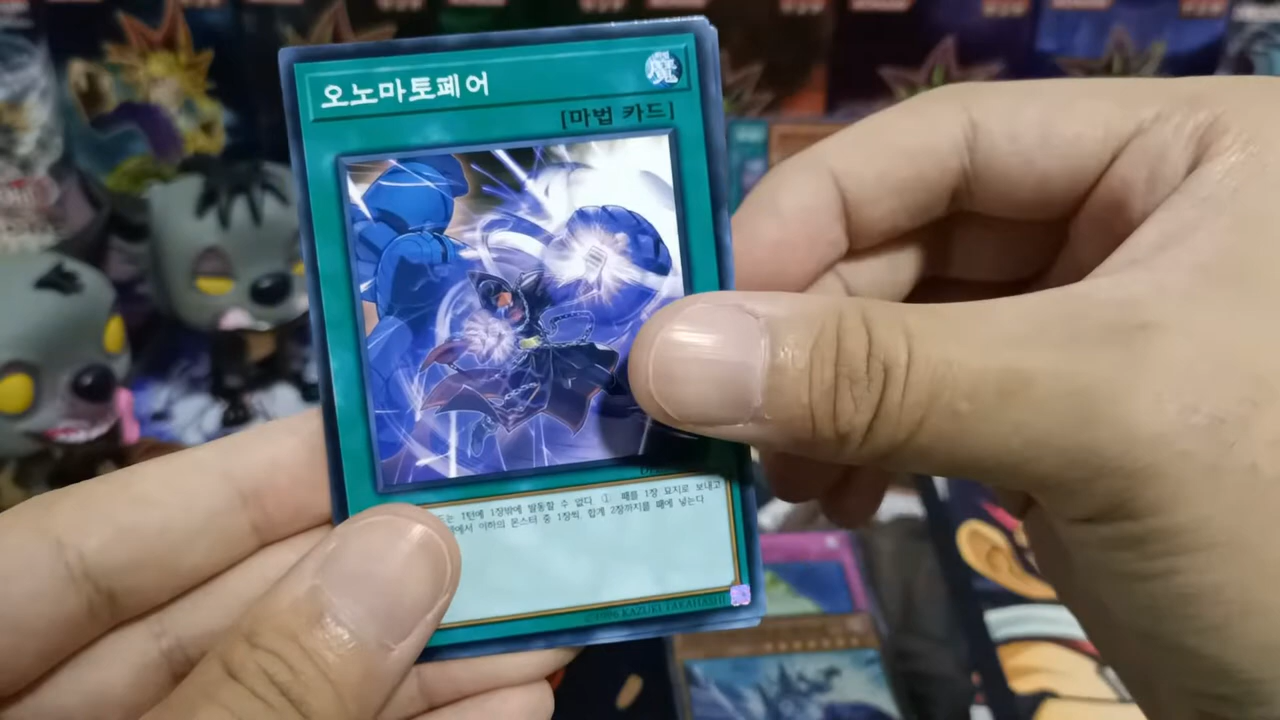 오노마토페어
[마법 카드]
는 1턴에 1장밖에 발동할 수 없다. ① 패를 1장 묘지로 보내고
에서 이하의 몬스터 중 1장씩, 합계 2장까지를 패에 넣는다
©1996 KAZUKI TAKAHASHI